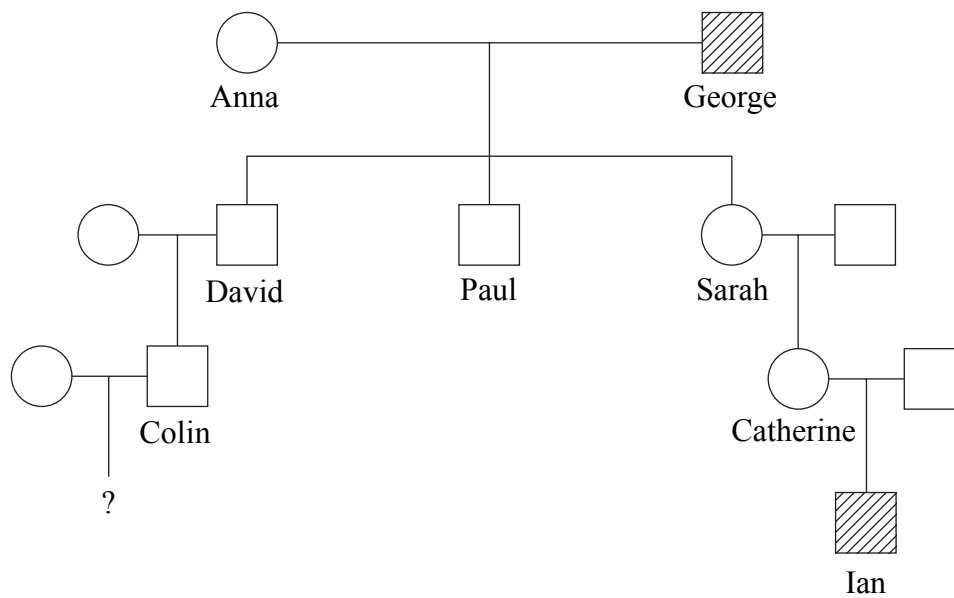 Anna
George
David
Paul
Sarah
Colin
Catherine
?
Ian